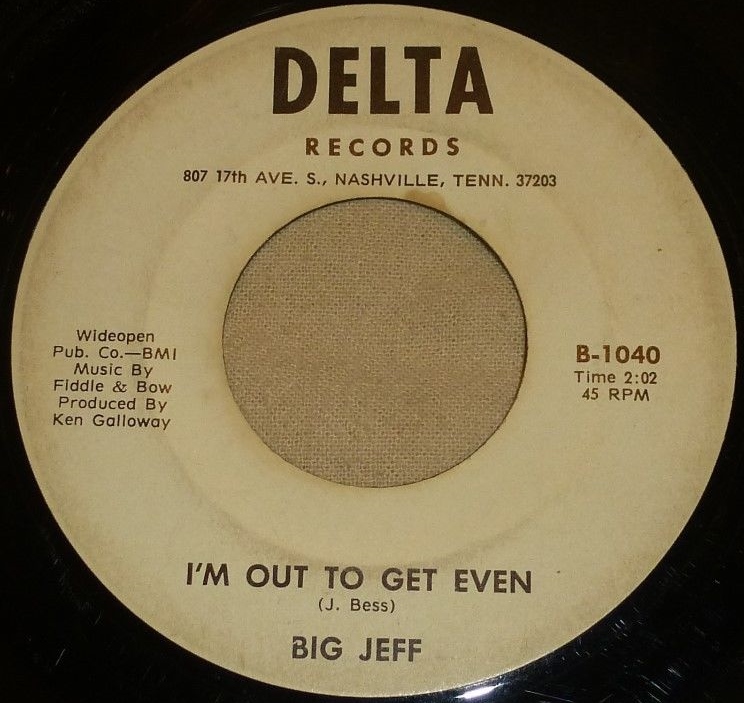 DELTA
RECORDS
807 17th AVE. S., NASHVILLE, TENN. 37203
Wideopen
Pub. Co.—BMI
Music By
Fiddle & Bow
Produced By
Ken Galloway
B-1040
Time 2:02
45 RPM
I'M OUT TO GET EVEN
(J. Bess)
BIG JEFF